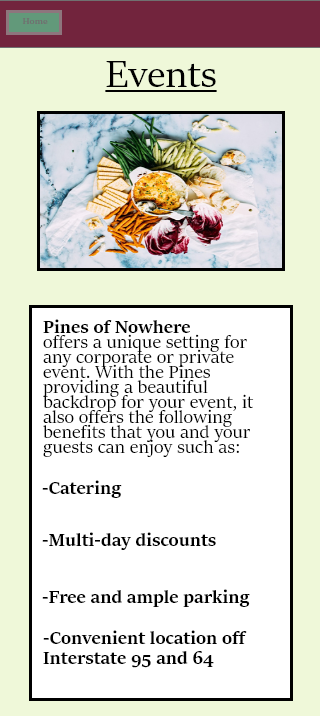 Home
Events
Pines of Nowhere
offers a unique setting for
any corporate or private
event. With the Pines
providing a beautiful
backdrop for your event, it
also offers the following
benefits that you and your
guests can enjoy such as:
-Catering
-Multi-day discounts
-Free and ample parking
-Convenient location off
Interstate 95 and 64